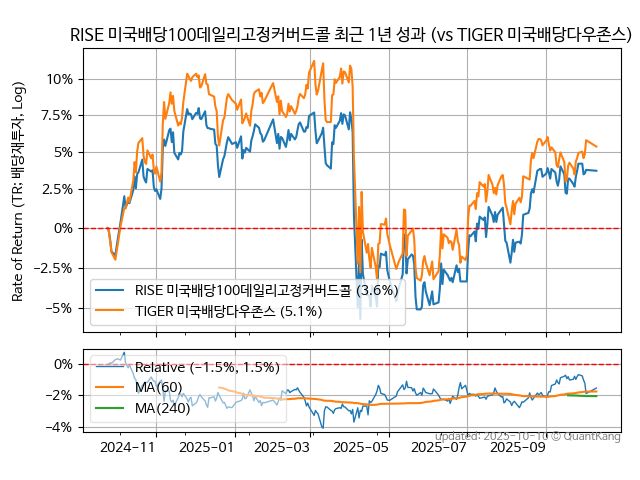 RISE 미국배당100데일리고정커버드콜 최근 1년 성과 (vs TIGER 미국배당다우존스)
Rate of Return (TR: 배당재투자, Log)
10%
7.5%
5%
2.5%
0%
−2.5%
−5%
RISE 미국배당100데일리고정커버드콜 (3.6%)
TIGER 미국배당다우존스 (5.1%)
0%
−2%
−4%
Relative (−1.5%, 1.5%)
MA(60)
MA(240)
updated: 2025-10-10 © QuantKang
2024−11 2025−01 2025−03 2025−05 2025−07 2025−09